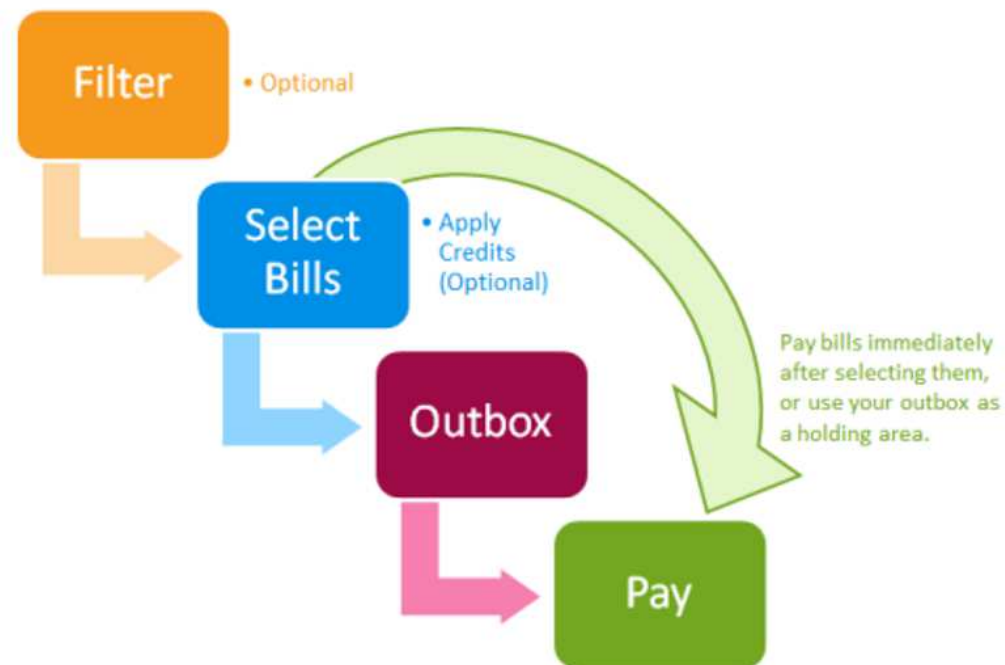 Filter
• Optional
Select
Bills
• Apply
Credits
(Optional)
Outbox
Pay bills immediately
after selecting them,
or use your outbox as
a holding area.
Pay